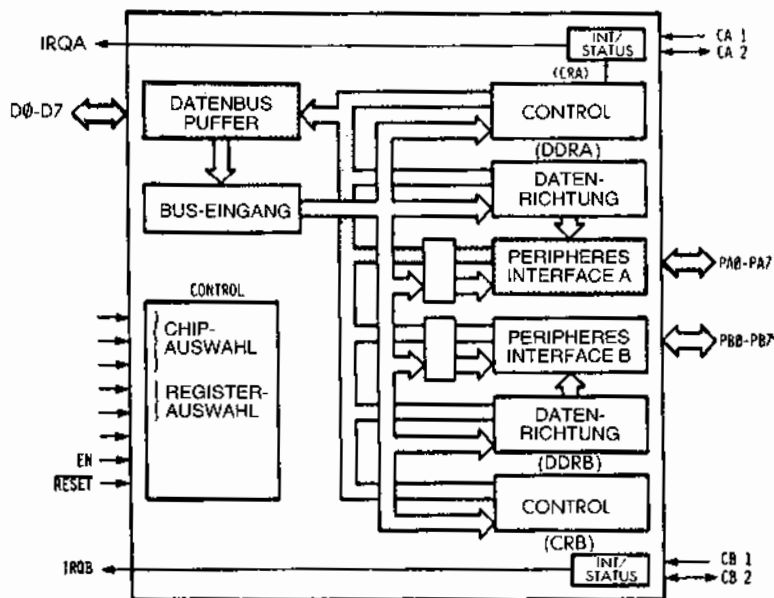 IRQA
INT/
STATUS
CA 1
CA 2
(CRA)
DØ-D7
DATENBUS
PUFFER
CONTROL
(DDRA)
DATEN-
RICHTUNG
BUS-EINGANG
PERIPHERES
INTERFACE A
PAØ-PA7
CONTROL
CHIP-
AUSWAHL
REGISTER-
AUSWAHL
PERIPHERES
INTERFACE B
PBØ-PB7
DATEN-
RICHTUNG
(DDRB)
EN
RESET
CONTROL
(CRB)
IRQB
INT/
STATUS
CB 1
CB 2